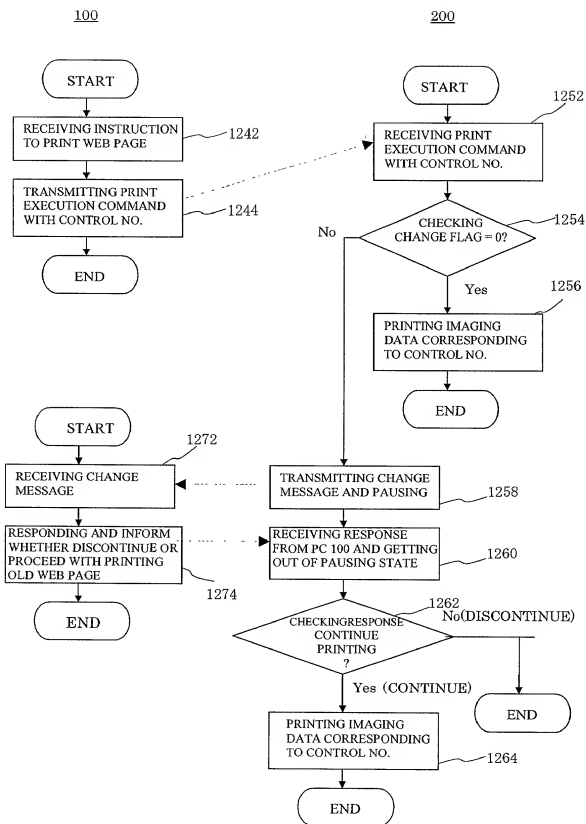 100
200
START
RECEIVING INSTRUCTION
TO PRINT WEB PAGE
1242
TRANSMITTING PRINT
EXECUTION COMMAND
WITH CONTROL NO.
1244
END
START
1252
RECEIVING PRINT
EXECUTION COMMAND
WITH CONTROL NO.
1254
CHECKING
CHANGE FLAG = 0?
No
Yes
1256
PRINTING IMAGING
DATA CORRESPONDING
TO CONTROL NO.
END
START
1272
RECEIVING CHANGE
MESSAGE
RESPONDING AND INFORM
WHETHER DISCONTINUE OR
PROCEED WITH PRINTING
OLD WEB PAGE
1274
END
TRANSMITTING CHANGE
MESSAGE AND PAUSING
1258
RECEIVING RESPONSE
FROM PC 100 AND GETTING
OUT OF PAUSING STATE
1260
1262
CHECKINGRESPONSE
CONTINUE
PRINTING
?
No(DISCONTINUE)
END
Yes (CONTINUE)
PRINTING IMAGING
DATA CORRESPONDING
TO CONTROL NO.
1264
END